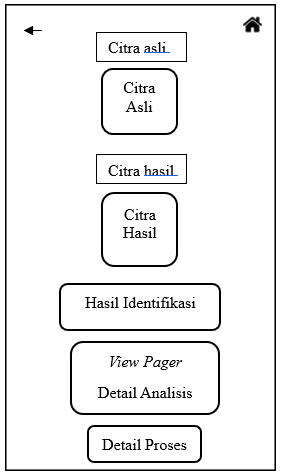 Citra asli
Citra
Asli
Citra hasil
Citra
Hasil
Hasil Identifikasi
View Pager
Detail Analisis
Detail Proses